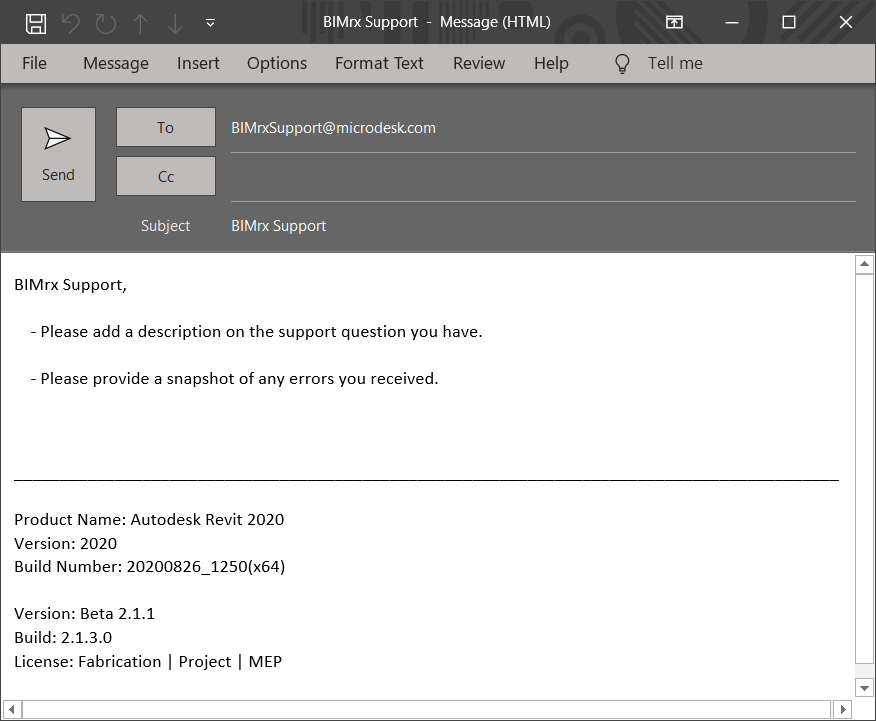 BIMrx Support - Message (HTML)
File Message Insert Options Format Text Review Help Tell me
To BIMrxSupport@microdesk.com
Send
Cc
Subject BIMrx Support
BIMrx Support,
- Please add a description on the support question you have.
- Please provide a snapshot of any errors you received.
Product Name: Autodesk Revit 2020
Version: 2020
Build Number: 20200826_1250(x64)
Version: Beta 2.1.1
Build: 2.1.3.0
License: Fabrication | Project | MEP